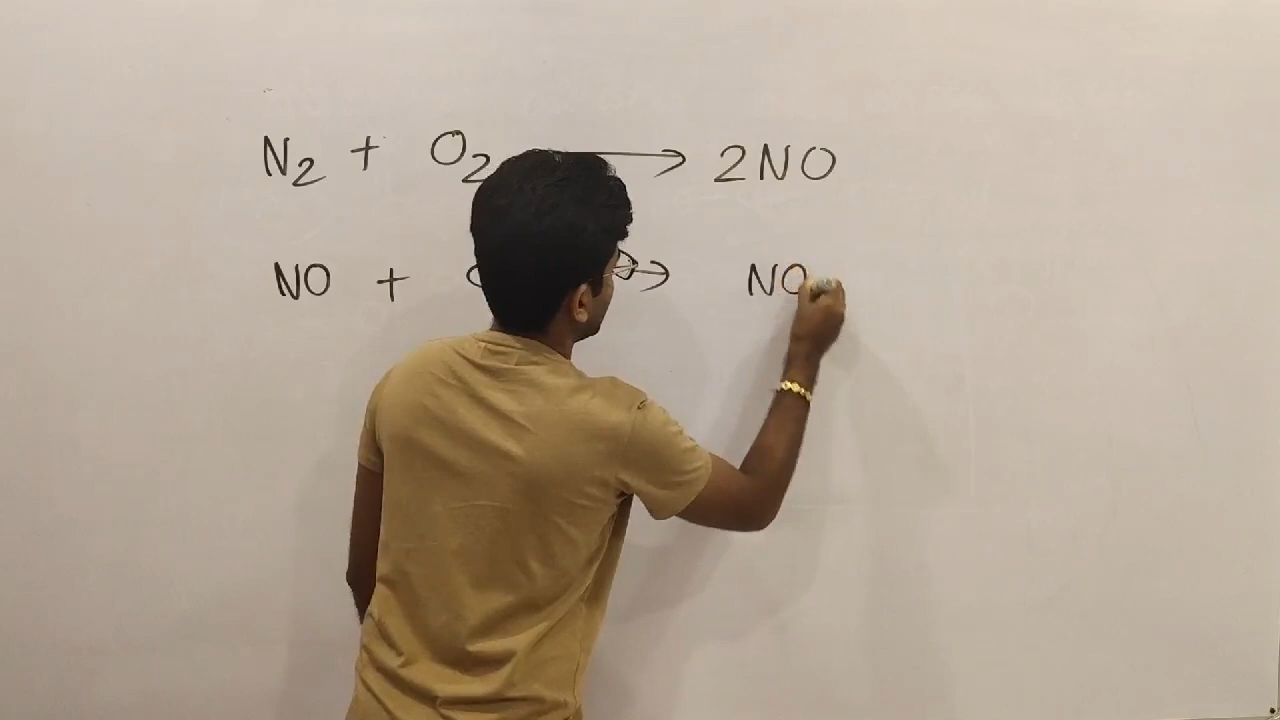 N₂ + O₂ → 2NO
NO + → NO